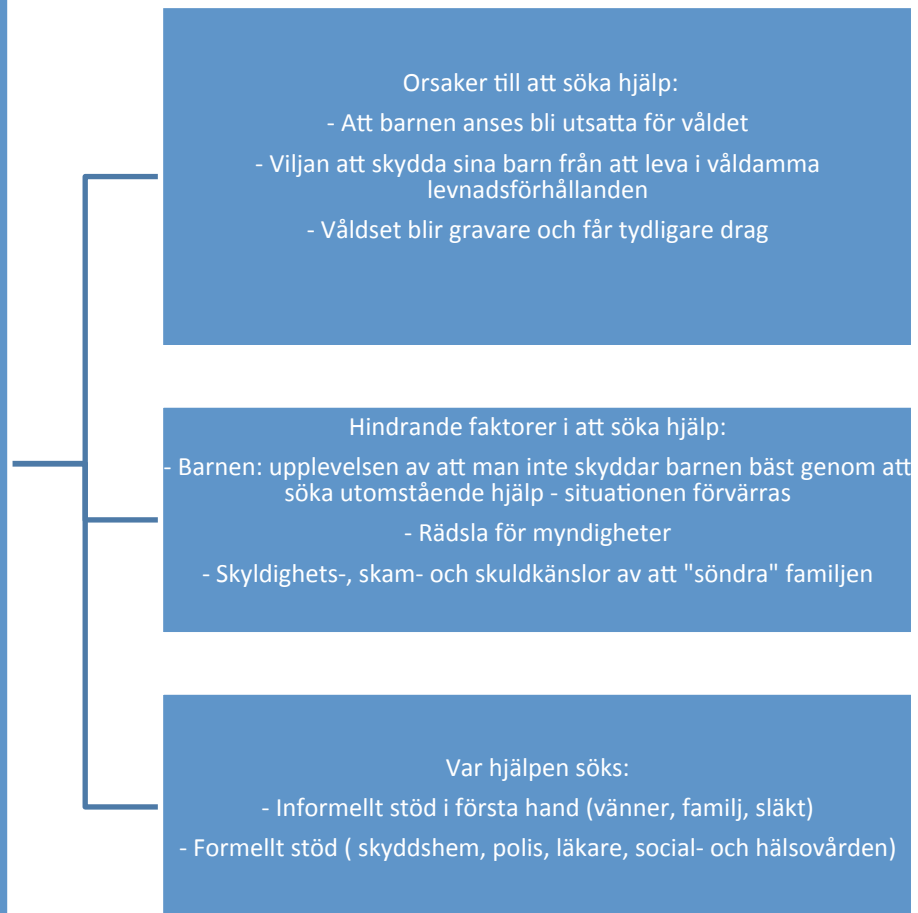 Orsaker till att söka hjälp:
- Att barnen anses bli utsatta för våldet
- Viljan att skydda sina barn från att leva i våldamma
levnadsförhållanden
- Våldset blir gravare och får tydligare drag
Hindrande faktorer i att söka hjälp:
- Barnen: upplevelsen av att man inte skyddar barnen bäst genom att
söka utomstående hjälp - situationen förvärras
- Rädsla för myndigheter
- Skyldighets-, skam- och skuldkänslor av att "söndra" familjen
Var hjälpen söks:
- Informellt stöd i första hand (vänner, familj, släkt)
- Formellt stöd ( skyddshem, polis, läkare, social- och hälsovården)